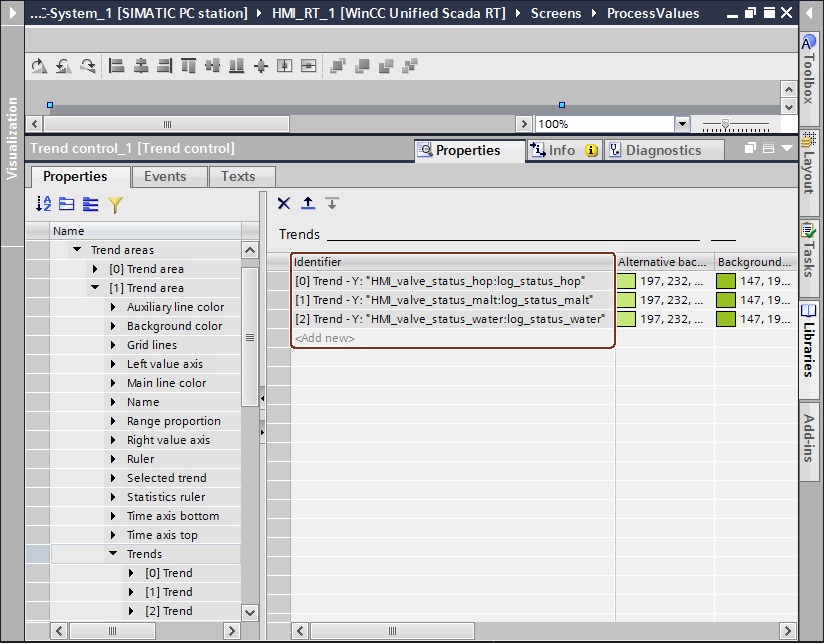 ...C-System_1 [SIMATIC PC station] HMI_RT_1 [WinCC Unified Scada RT] Screens ProcessValues
Visualization
100%
Trend control_1 [Trend control]
Properties Info Diagnostics
Properties Events Texts
Name
Trend areas
[0] Trend area
[1] Trend area
Auxiliary line color
Background color
Grid lines
Left value axis
Main line color
Name
Range proportion
Right value axis
Ruler
Selected trend
Statistics ruler
Time axis bottom
Time axis top
Trends
[0] Trend
[1] Trend
[2] Trend
Trends
Identifier Alternative bac... Background...
[0] Trend - Y: "HMI_valve_status_hop:log_status_hop" 197, 232, ... 147, 19...
[1] Trend - Y: "HMI_valve_status_malt:log_status_malt" 197, 232, ... 147, 19...
[2] Trend - Y: "HMI_valve_status_water:log_status_water" 197, 232, ... 147, 19...
<Add new>
Toolbox
Layout
Tasks
Libraries
Add-ins